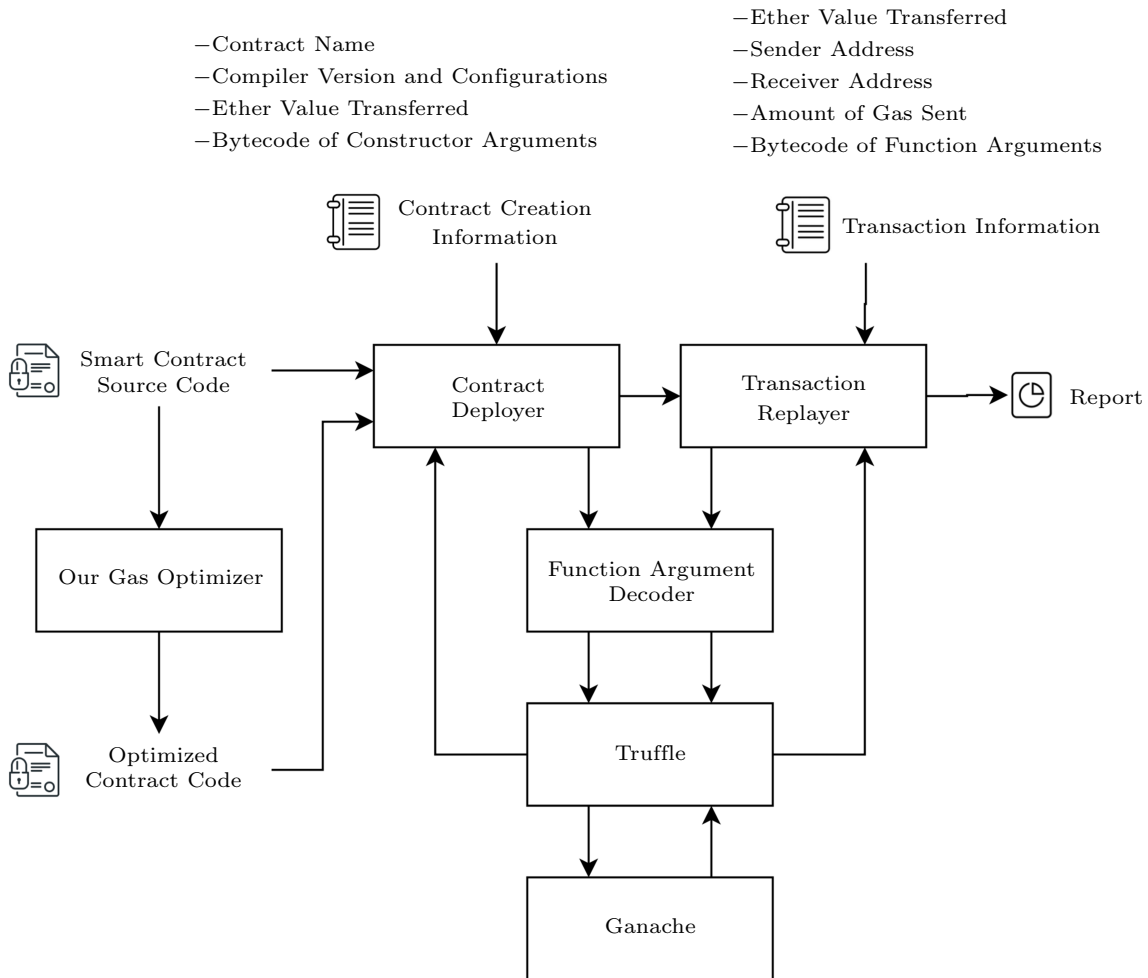 −Contract Name
−Compiler Version and Configurations
−Ether Value Transferred
−Bytecode of Constructor Arguments
−Ether Value Transferred
−Sender Address
−Receiver Address
−Amount of Gas Sent
−Bytecode of Function Arguments
Contract Creation
Information
Transaction Information
Smart Contract
Source Code
Contract
Deployer
Transaction
Replayer
Report
Our Gas Optimizer
Function Argument
Decoder
Optimized
Contract Code
Truffle
Ganache